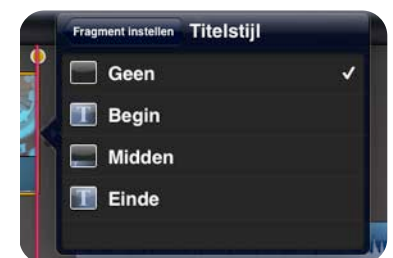 Fragment instellen Titelstijl
Geen
T Begin
Midden
T Einde